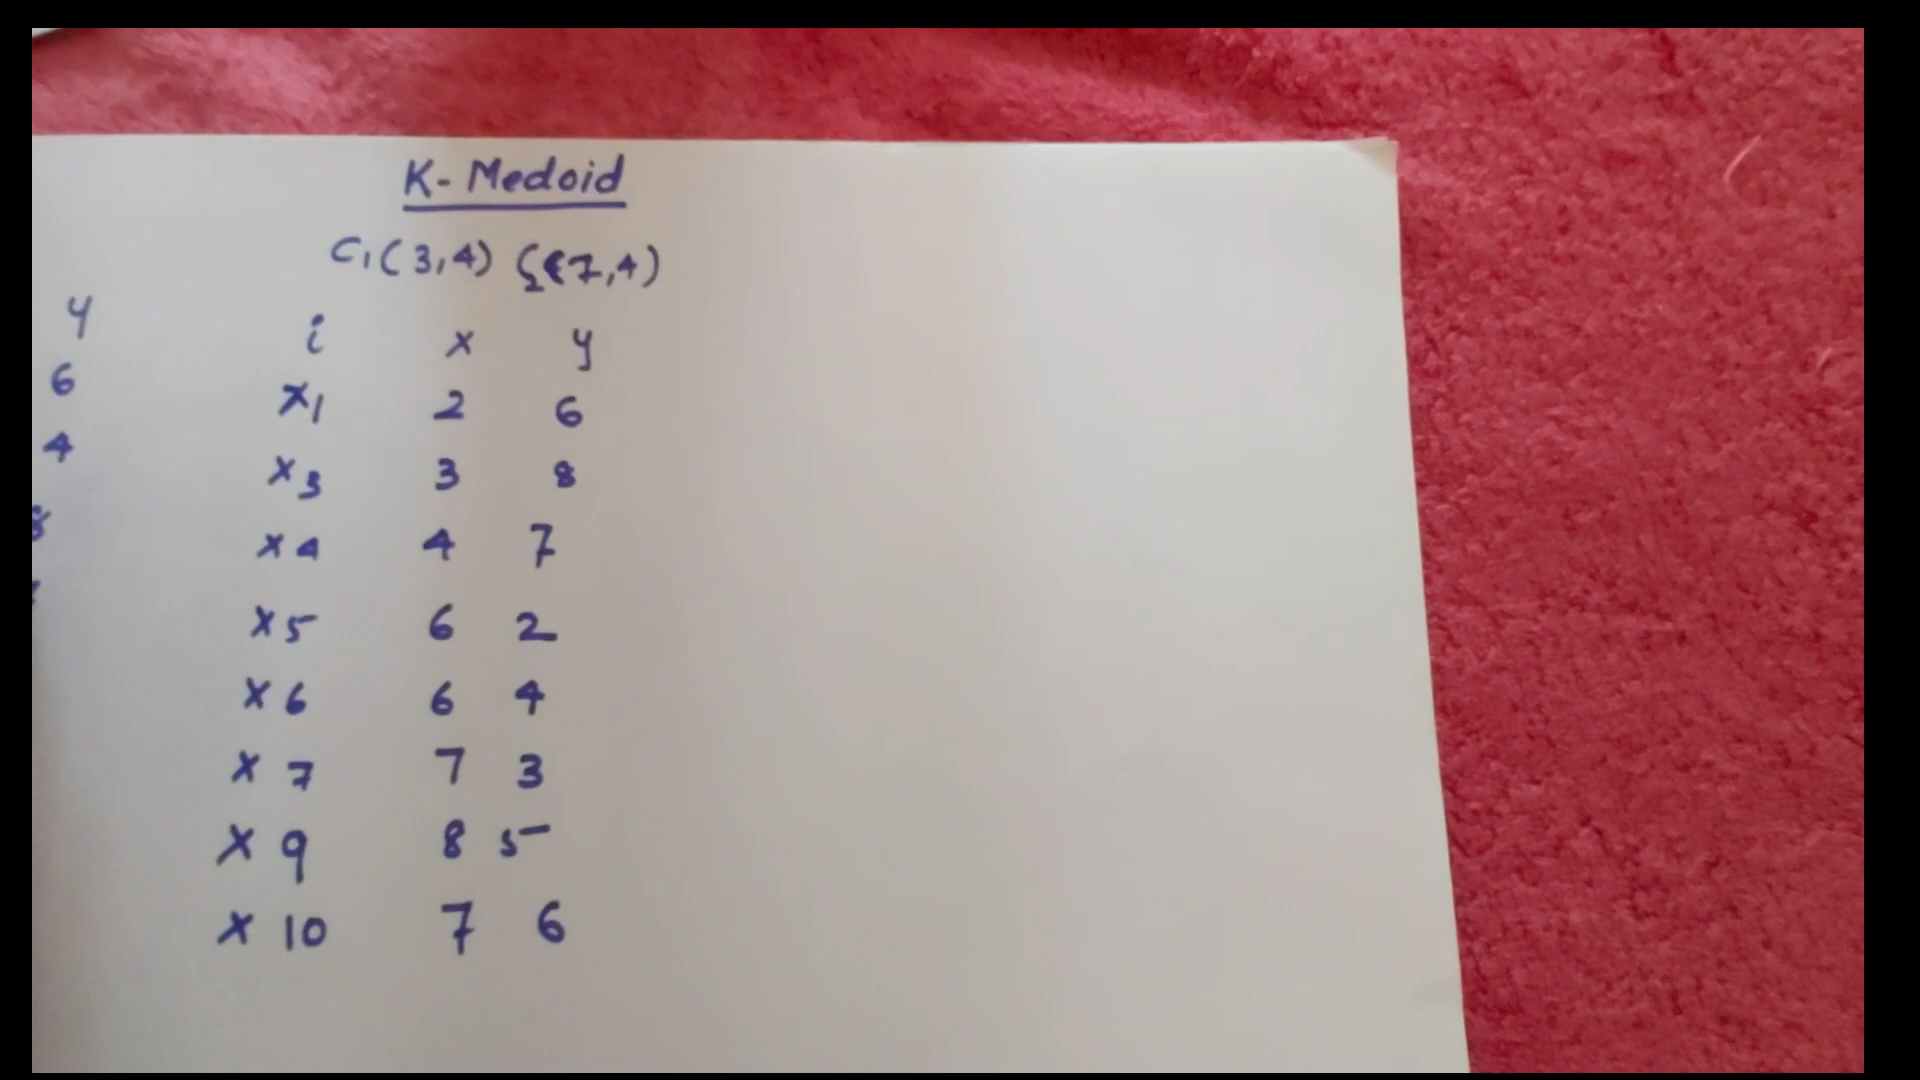 K- Medoid
C1(3,4) C2(7,4)
y
6
4
8
i x y
x1 2 6
x3 3 8
x4 4 7
x5 6 2
x6 6 4
x7 7 3
x9 8 5
x10 7 6